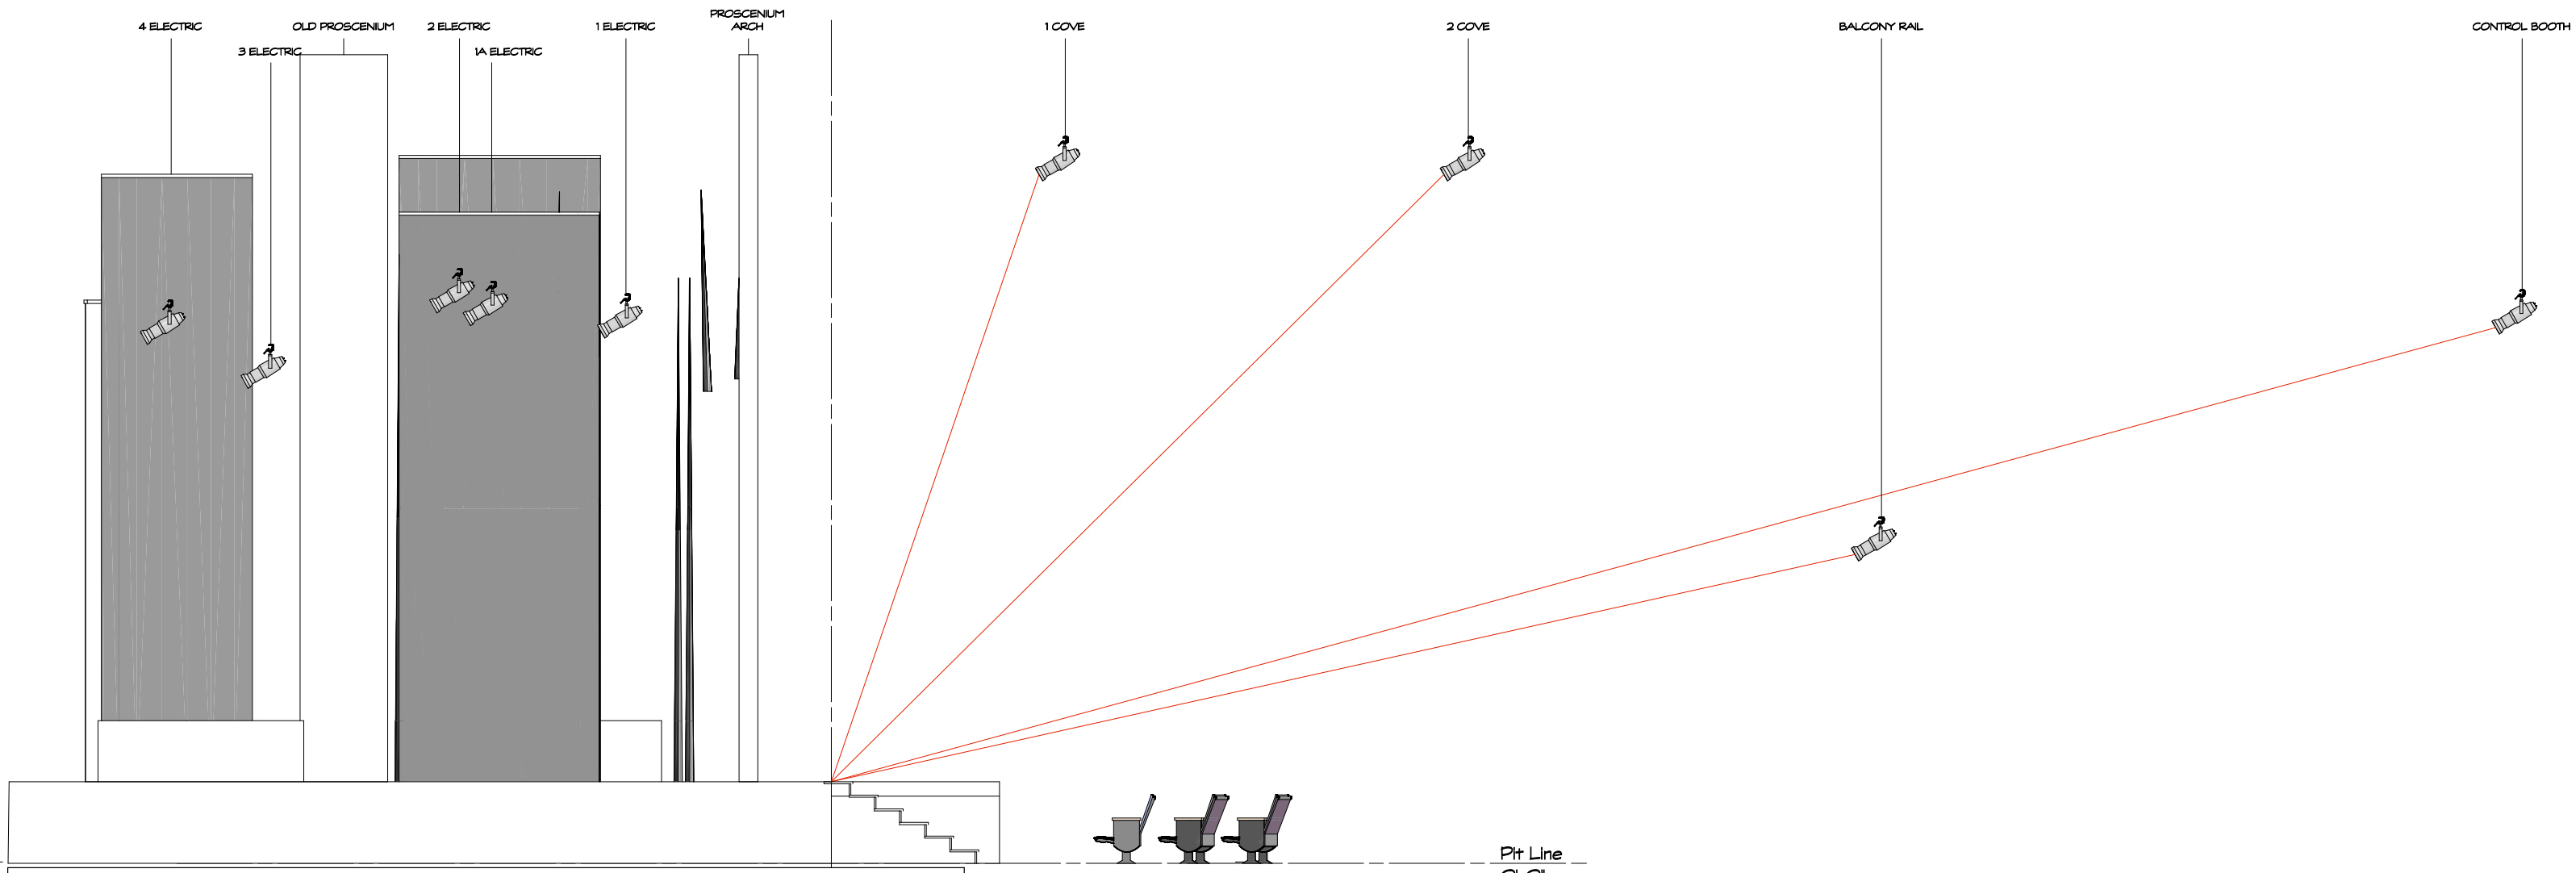 PROSCENIUM
ARCH
4 ELECTRIC
OLD PROSCENIUM
2 ELECTRIC
1 ELECTRIC
1 COVE
2 COVE
BALCONY RAIL
CONTROL BOOTH
3 ELECTRIC
1A ELECTRIC
Pit Line